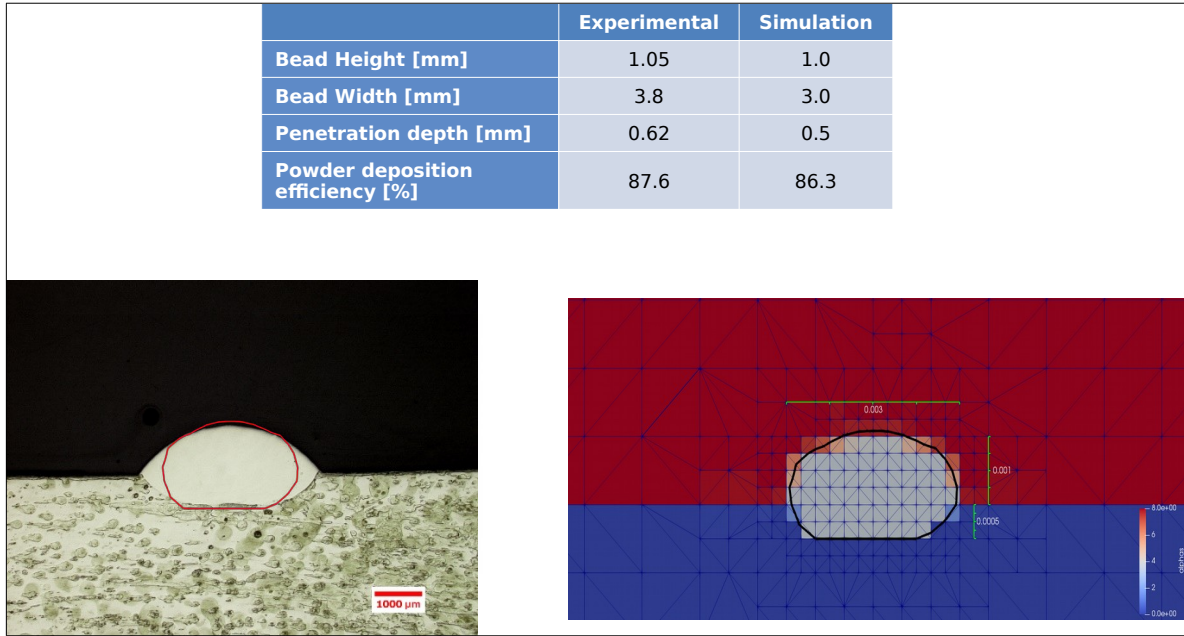 Experimental Simulation
Bead Height [mm] 1.05 1.0
Bead Width [mm] 3.8 3.0
Penetration depth [mm] 0.62 0.5
Powder deposition
efficiency [%] 87.6 86.3
1000 µm
0.003
0.001
0.0005
8.0e+00
6
4
2
0.0e+00
alphas